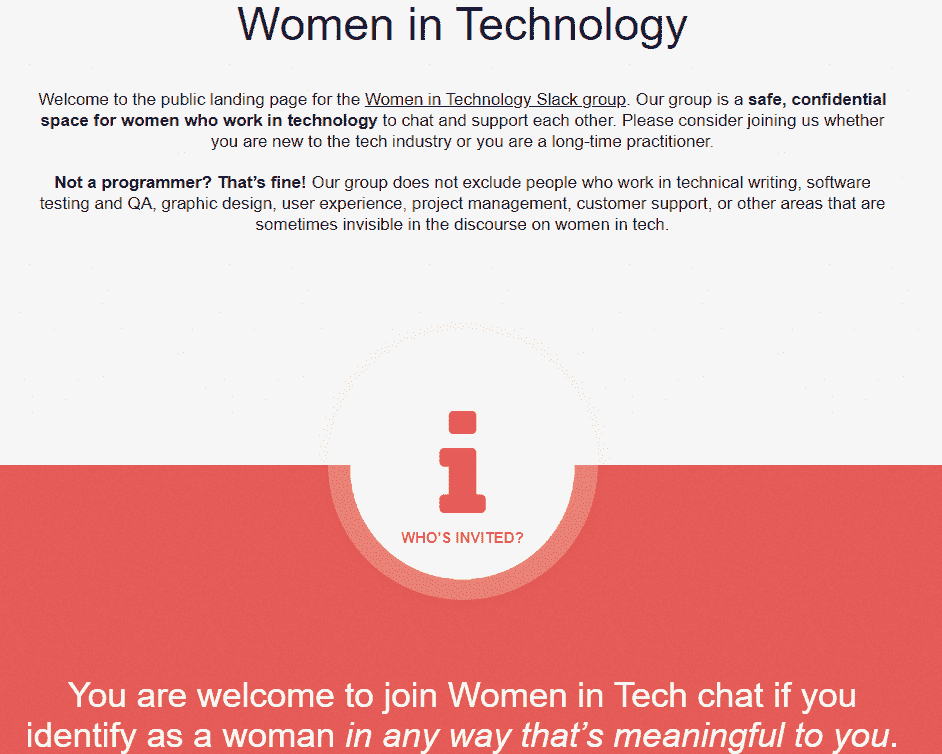 Women in Technology
Welcome to the public landing page for the Women in Technology Slack group. Our group is a safe, confidential
space for women who work in technology to chat and support each other. Please consider joining us whether
you are new to the tech industry or you are a long-time practitioner.
Not a programmer? That's fine! Our group does not exclude people who work in technical writing, software
testing and QA, graphic design, user experience, project management, customer support, or other areas that are
sometimes invisible in the discourse on women in tech.
WHO'S INVITED?
You are welcome to join Women in Tech chat if you
identify as a woman in any way that's meaningful to you.